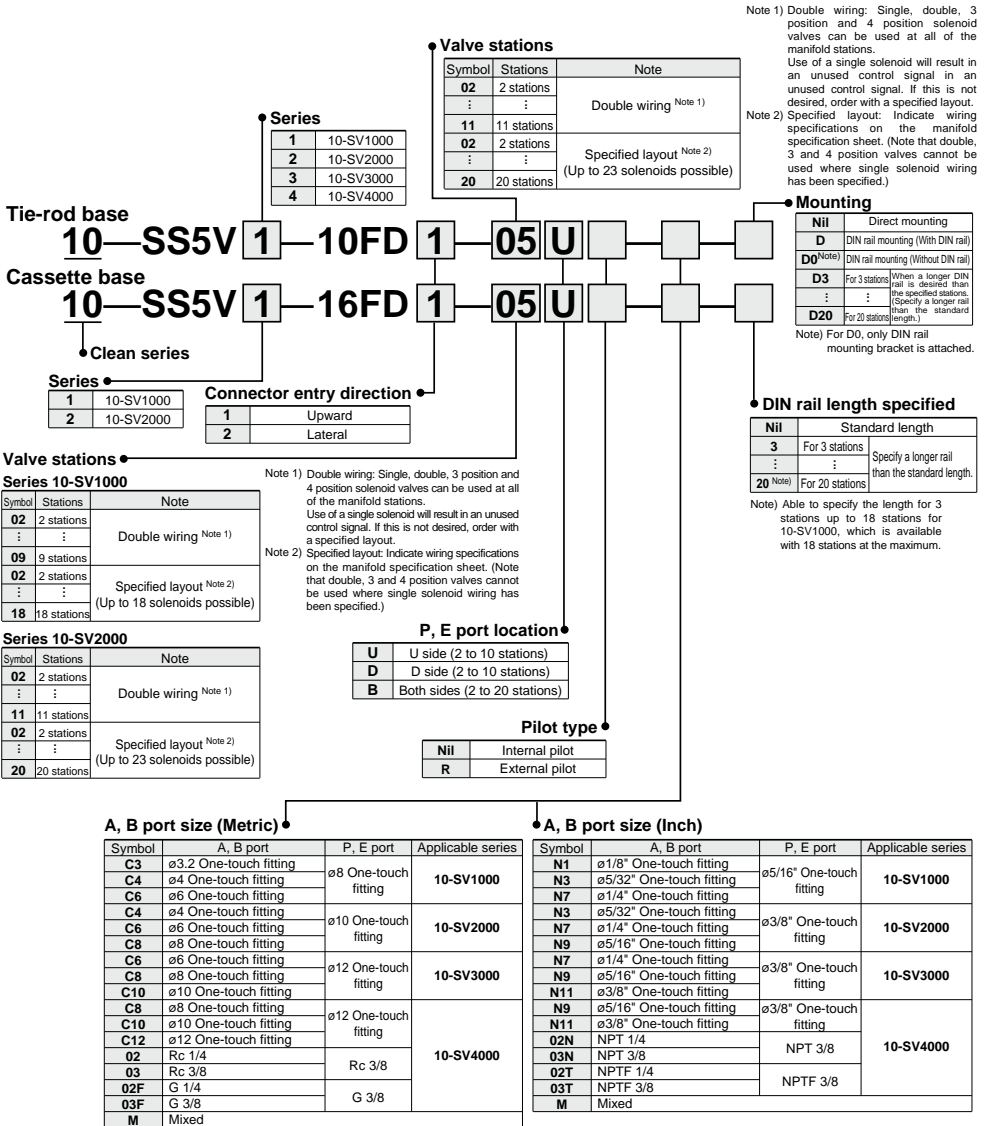 Note 1) Double wiring: Single, double, 3
position and 4 position solenoid
valves can be used at all of the
manifold stations.
Use of a single solenoid will result in
an unused control signal in an
unused control signal. If this is not
desired, order with a specified layout.
Note 2) Specified layout: Indicate wiring
specifications on the manifold
specification sheet. (Note that double,
3 and 4 position valves cannot be
used where single solenoid wiring
has been specified.)
Valve stations
Symbol Stations Note
02 2 stations
⋮ ⋮ Double wiring Note 1)
11 11 stations
02 2 stations
⋮ ⋮ Specified layout Note 2)
(Up to 23 solenoids possible)
20 20 stations
Series
1 10-SV1000
2 10-SV2000
3 10-SV3000
4 10-SV4000
Tie-rod base
10—SS5V 1—10FD 1—05 U — —
Cassette base
10—SS5V 1—16FD 1—05 U — —
Clean series
Mounting
Nil Direct mounting
D DIN rail mounting (With DIN rail)
D0Note) DIN rail mounting (Without DIN rail)
D3 For 3 stations
⋮ ⋮
D20 For 20 stations
When a longer DIN
rail is desired than
the specified stations.
(Specify a longer rail
than the standard
length.)
Note) For D0, only DIN rail
mounting bracket is attached.
Series
1 10-SV1000
2 10-SV2000
Connector entry direction
1 Upward
2 Lateral
DIN rail length specified
Nil Standard length
3 For 3 stations
⋮ ⋮
20 Note) For 20 stations
Specify a longer rail
than the standard length.
Note) Able to specify the length for 3
stations up to 18 stations for
10-SV1000, which is available
with 18 stations at the maximum.
Valve stations
Series 10-SV1000
Symbol Stations Note
02 2 stations
⋮ ⋮ Double wiring Note 1)
09 9 stations
02 2 stations
⋮ ⋮ Specified layout Note 2)
(Up to 18 solenoids possible)
18 18 stations
Note 1) Double wiring: Single, double, 3 position and
4 position solenoid valves can be used at all
of the manifold stations.
Use of a single solenoid will result in an unused
control signal. If this is not desired, order with
a specified layout.
Note 2) Specified layout: Indicate wiring specifications
on the manifold specification sheet. (Note
that double, 3 and 4 position valves cannot
be used where single solenoid wiring has
been specified.)
Series 10-SV2000
Symbol Stations Note
02 2 stations
⋮ ⋮ Double wiring Note 1)
11 11 stations
02 2 stations
⋮ ⋮ Specified layout Note 2)
(Up to 23 solenoids possible)
20 20 stations
P, E port location
U U side (2 to 10 stations)
D D side (2 to 10 stations)
B Both sides (2 to 20 stations)
Pilot type
Nil Internal pilot
R External pilot
A, B port size (Metric)
Symbol A, B port P, E port Applicable series
C3 ø3.2 One-touch fitting
C4 ø4 One-touch fitting
C6 ø6 One-touch fitting
ø8 One-touch
fitting
10-SV1000
C4 ø4 One-touch fitting
C6 ø6 One-touch fitting
C8 ø8 One-touch fitting
ø10 One-touch
fitting
10-SV2000
C6 ø6 One-touch fitting
C8 ø8 One-touch fitting
C10 ø10 One-touch fitting
ø12 One-touch
fitting
10-SV3000
C8 ø8 One-touch fitting
C10 ø10 One-touch fitting
C12 ø12 One-touch fitting
ø12 One-touch
fitting
02 Rc 1/4
03 Rc 3/8
Rc 3/8
10-SV4000
02F G 1/4
03F G 3/8
G 3/8
M Mixed
A, B port size (Inch)
Symbol A, B port P, E port Applicable series
N1 ø1/8" One-touch fitting
N3 ø5/32" One-touch fitting
N7 ø1/4" One-touch fitting
ø5/16" One-touch
fitting
10-SV1000
N3 ø5/32" One-touch fitting
N7 ø1/4" One-touch fitting
N9 ø5/16" One-touch fitting
ø3/8" One-touch
fitting
10-SV2000
N7 ø1/4" One-touch fitting
N9 ø5/16" One-touch fitting
N11 ø3/8" One-touch fitting
ø3/8" One-touch
fitting
10-SV3000
N9 ø5/16" One-touch fitting
N11 ø3/8" One-touch fitting
ø3/8" One-touch
fitting
02N NPT 1/4
03N NPT 3/8
NPT 3/8
10-SV4000
02T NPTF 1/4
03T NPTF 3/8
NPTF 3/8
M Mixed